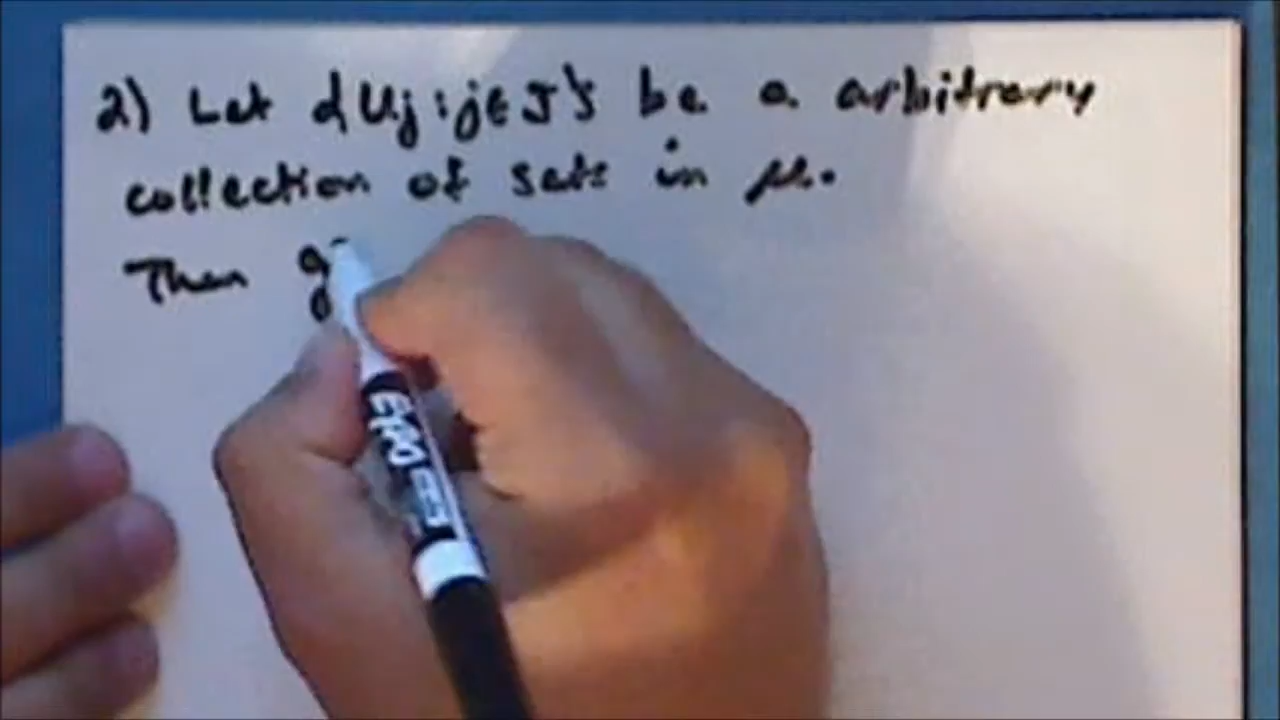 2) Let {Uj : j∈J} be a arbitrary
collection of sets in μ.
Then g
EXPO